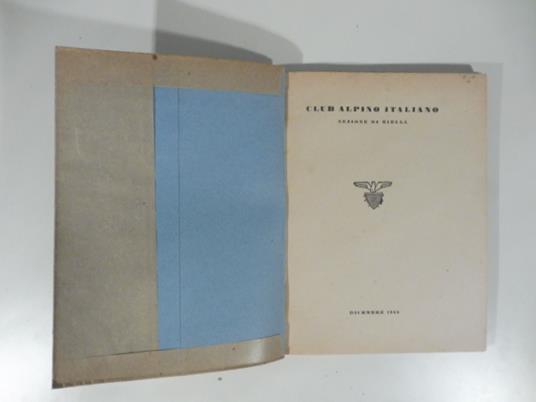 CLUB ALPINO ITALIANO
SEZIONE DI BIELLA
DICEMBRE